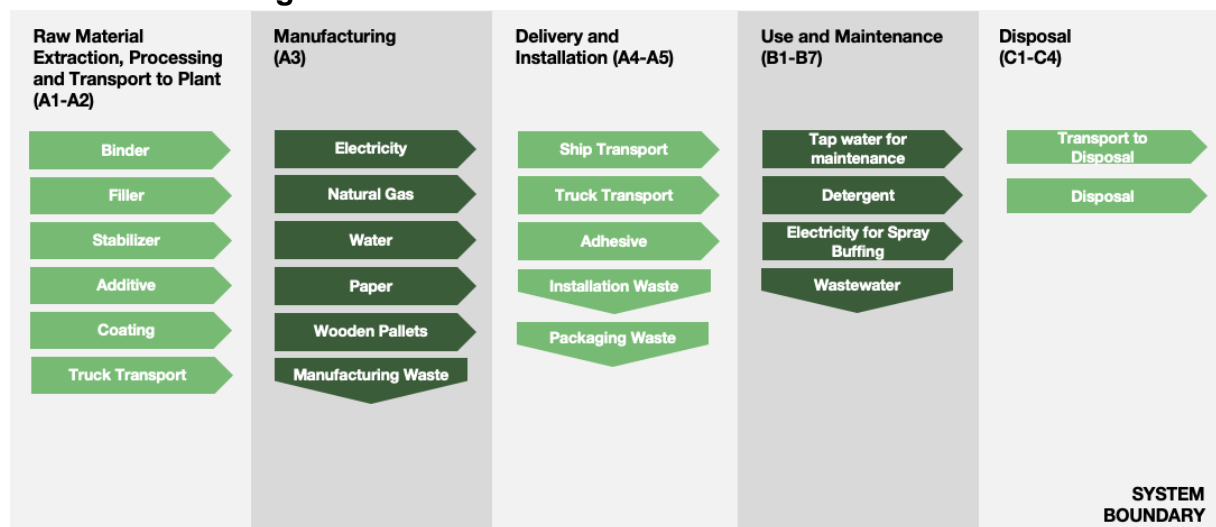 Raw Material
Extraction, Processing
and Transport to Plant
(A1-A2)
Binder
Filler
Stabilizer
Additive
Coating
Truck Transport
Manufacturing
(A3)
Electricity
Natural Gas
Water
Paper
Wooden Pallets
Manufacturing Waste
Delivery and
Installation (A4-A5)
Ship Transport
Truck Transport
Adhesive
Installation Waste
Packaging Waste
Use and Maintenance
(B1-B7)
Tap water for
maintenance
Detergent
Electricity for Spray
Buffing
Wastewater
Disposal
(C1-C4)
Transport to
Disposal
Disposal
SYSTEM
BOUNDARY